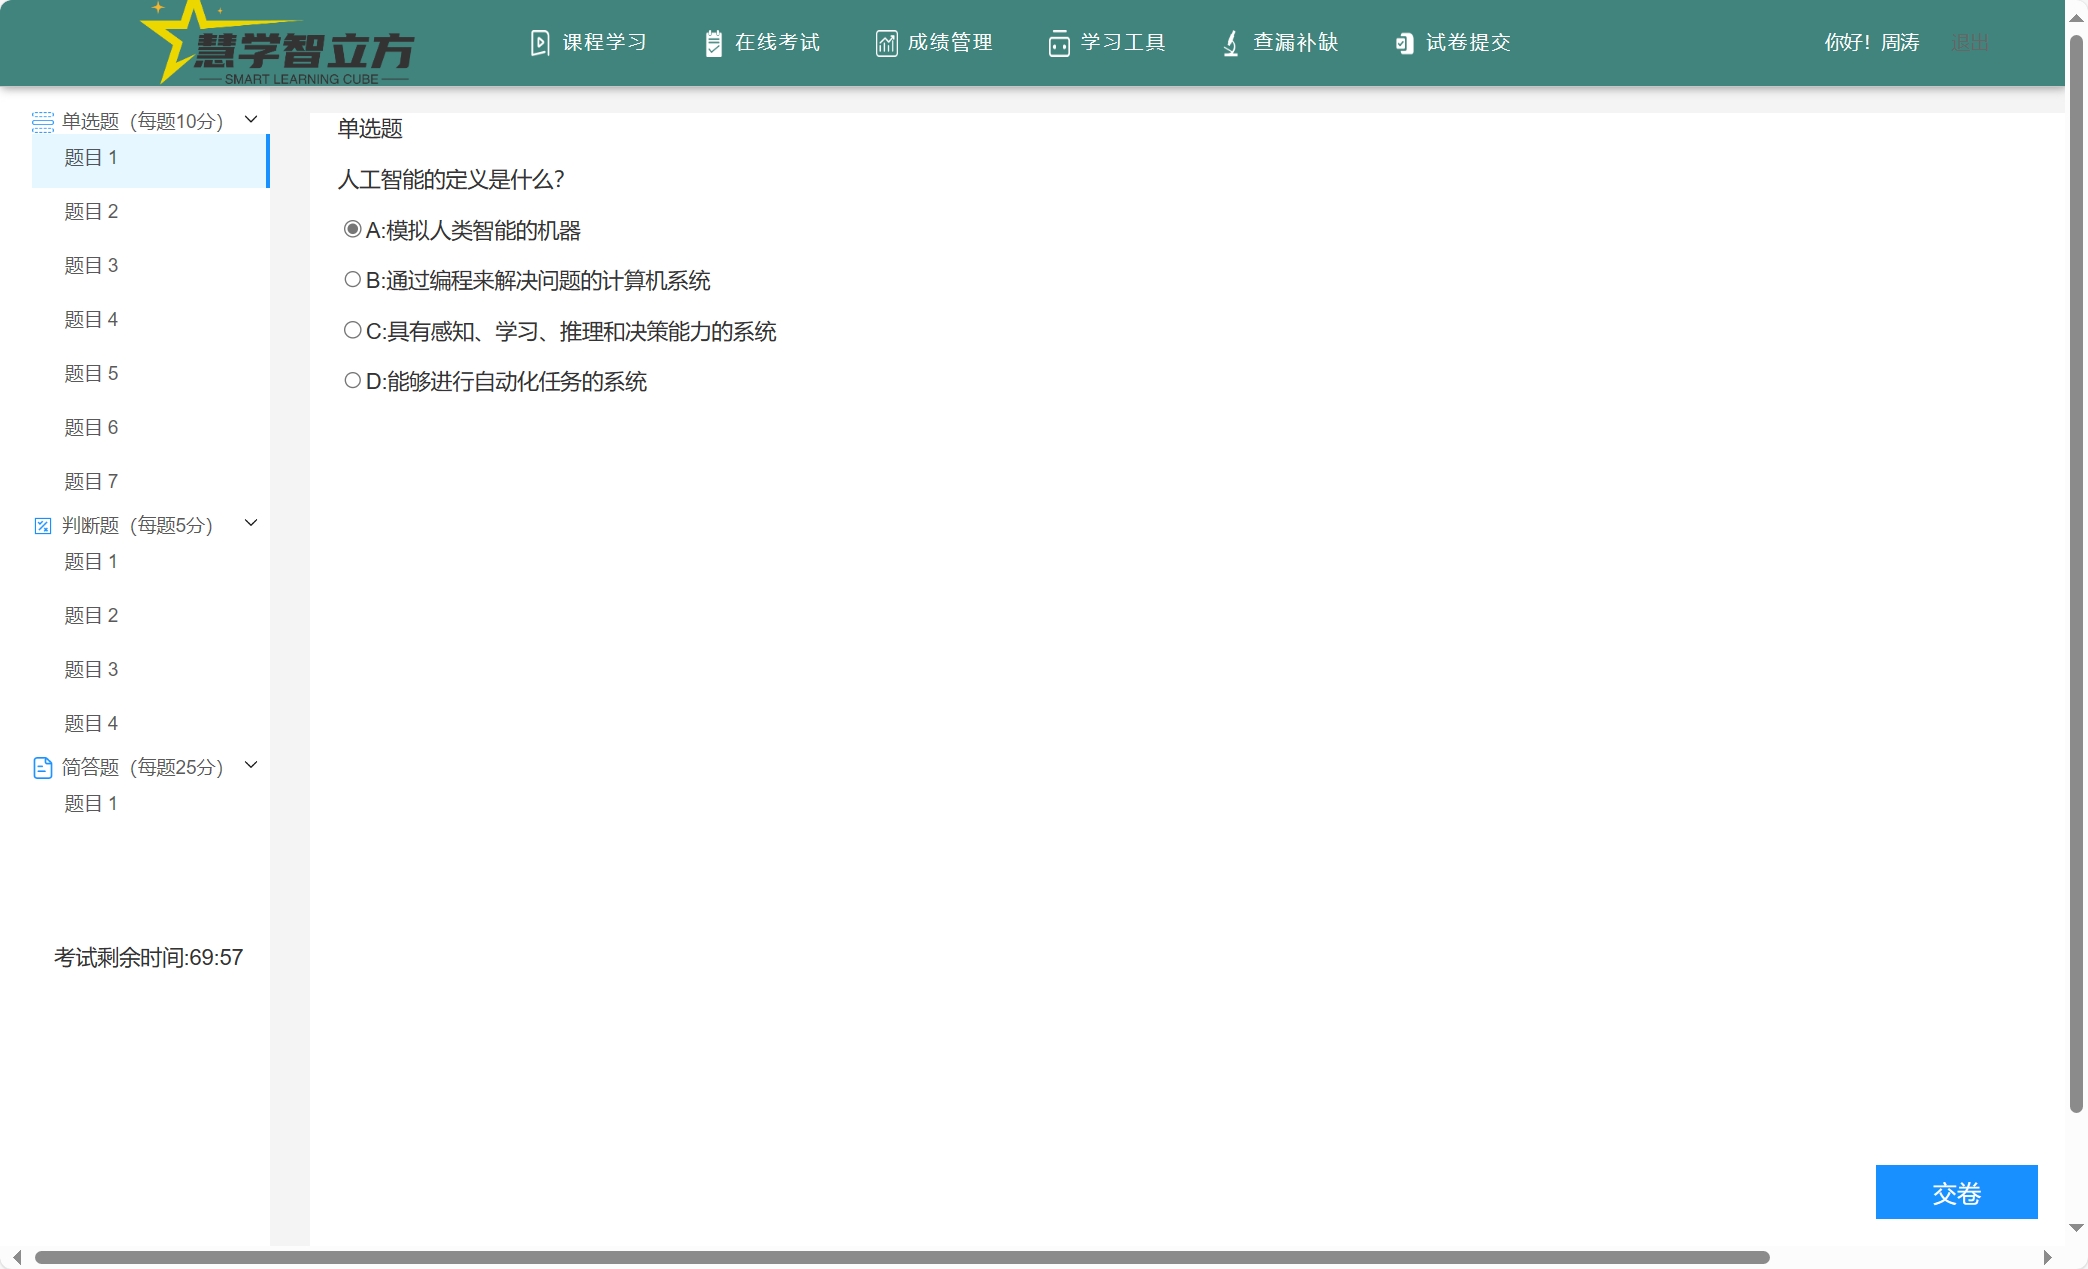 慧学智立方
SMART LEARNING CUBE
课程学习
在线考试
成绩管理
学习工具
查漏补缺
试卷提交
你好！周涛
退出
单选题（每题10分）
题目 1
题目 2
题目 3
题目 4
题目 5
题目 6
题目 7
判断题（每题5分）
题目 1
题目 2
题目 3
题目 4
简答题（每题25分）
题目 1
考试剩余时间:69:57
单选题
人工智能的定义是什么？
A:模拟人类智能的机器
B:通过编程来解决问题的计算机系统
C:具有感知、学习、推理和决策能力的系统
D:能够进行自动化任务的系统
交卷